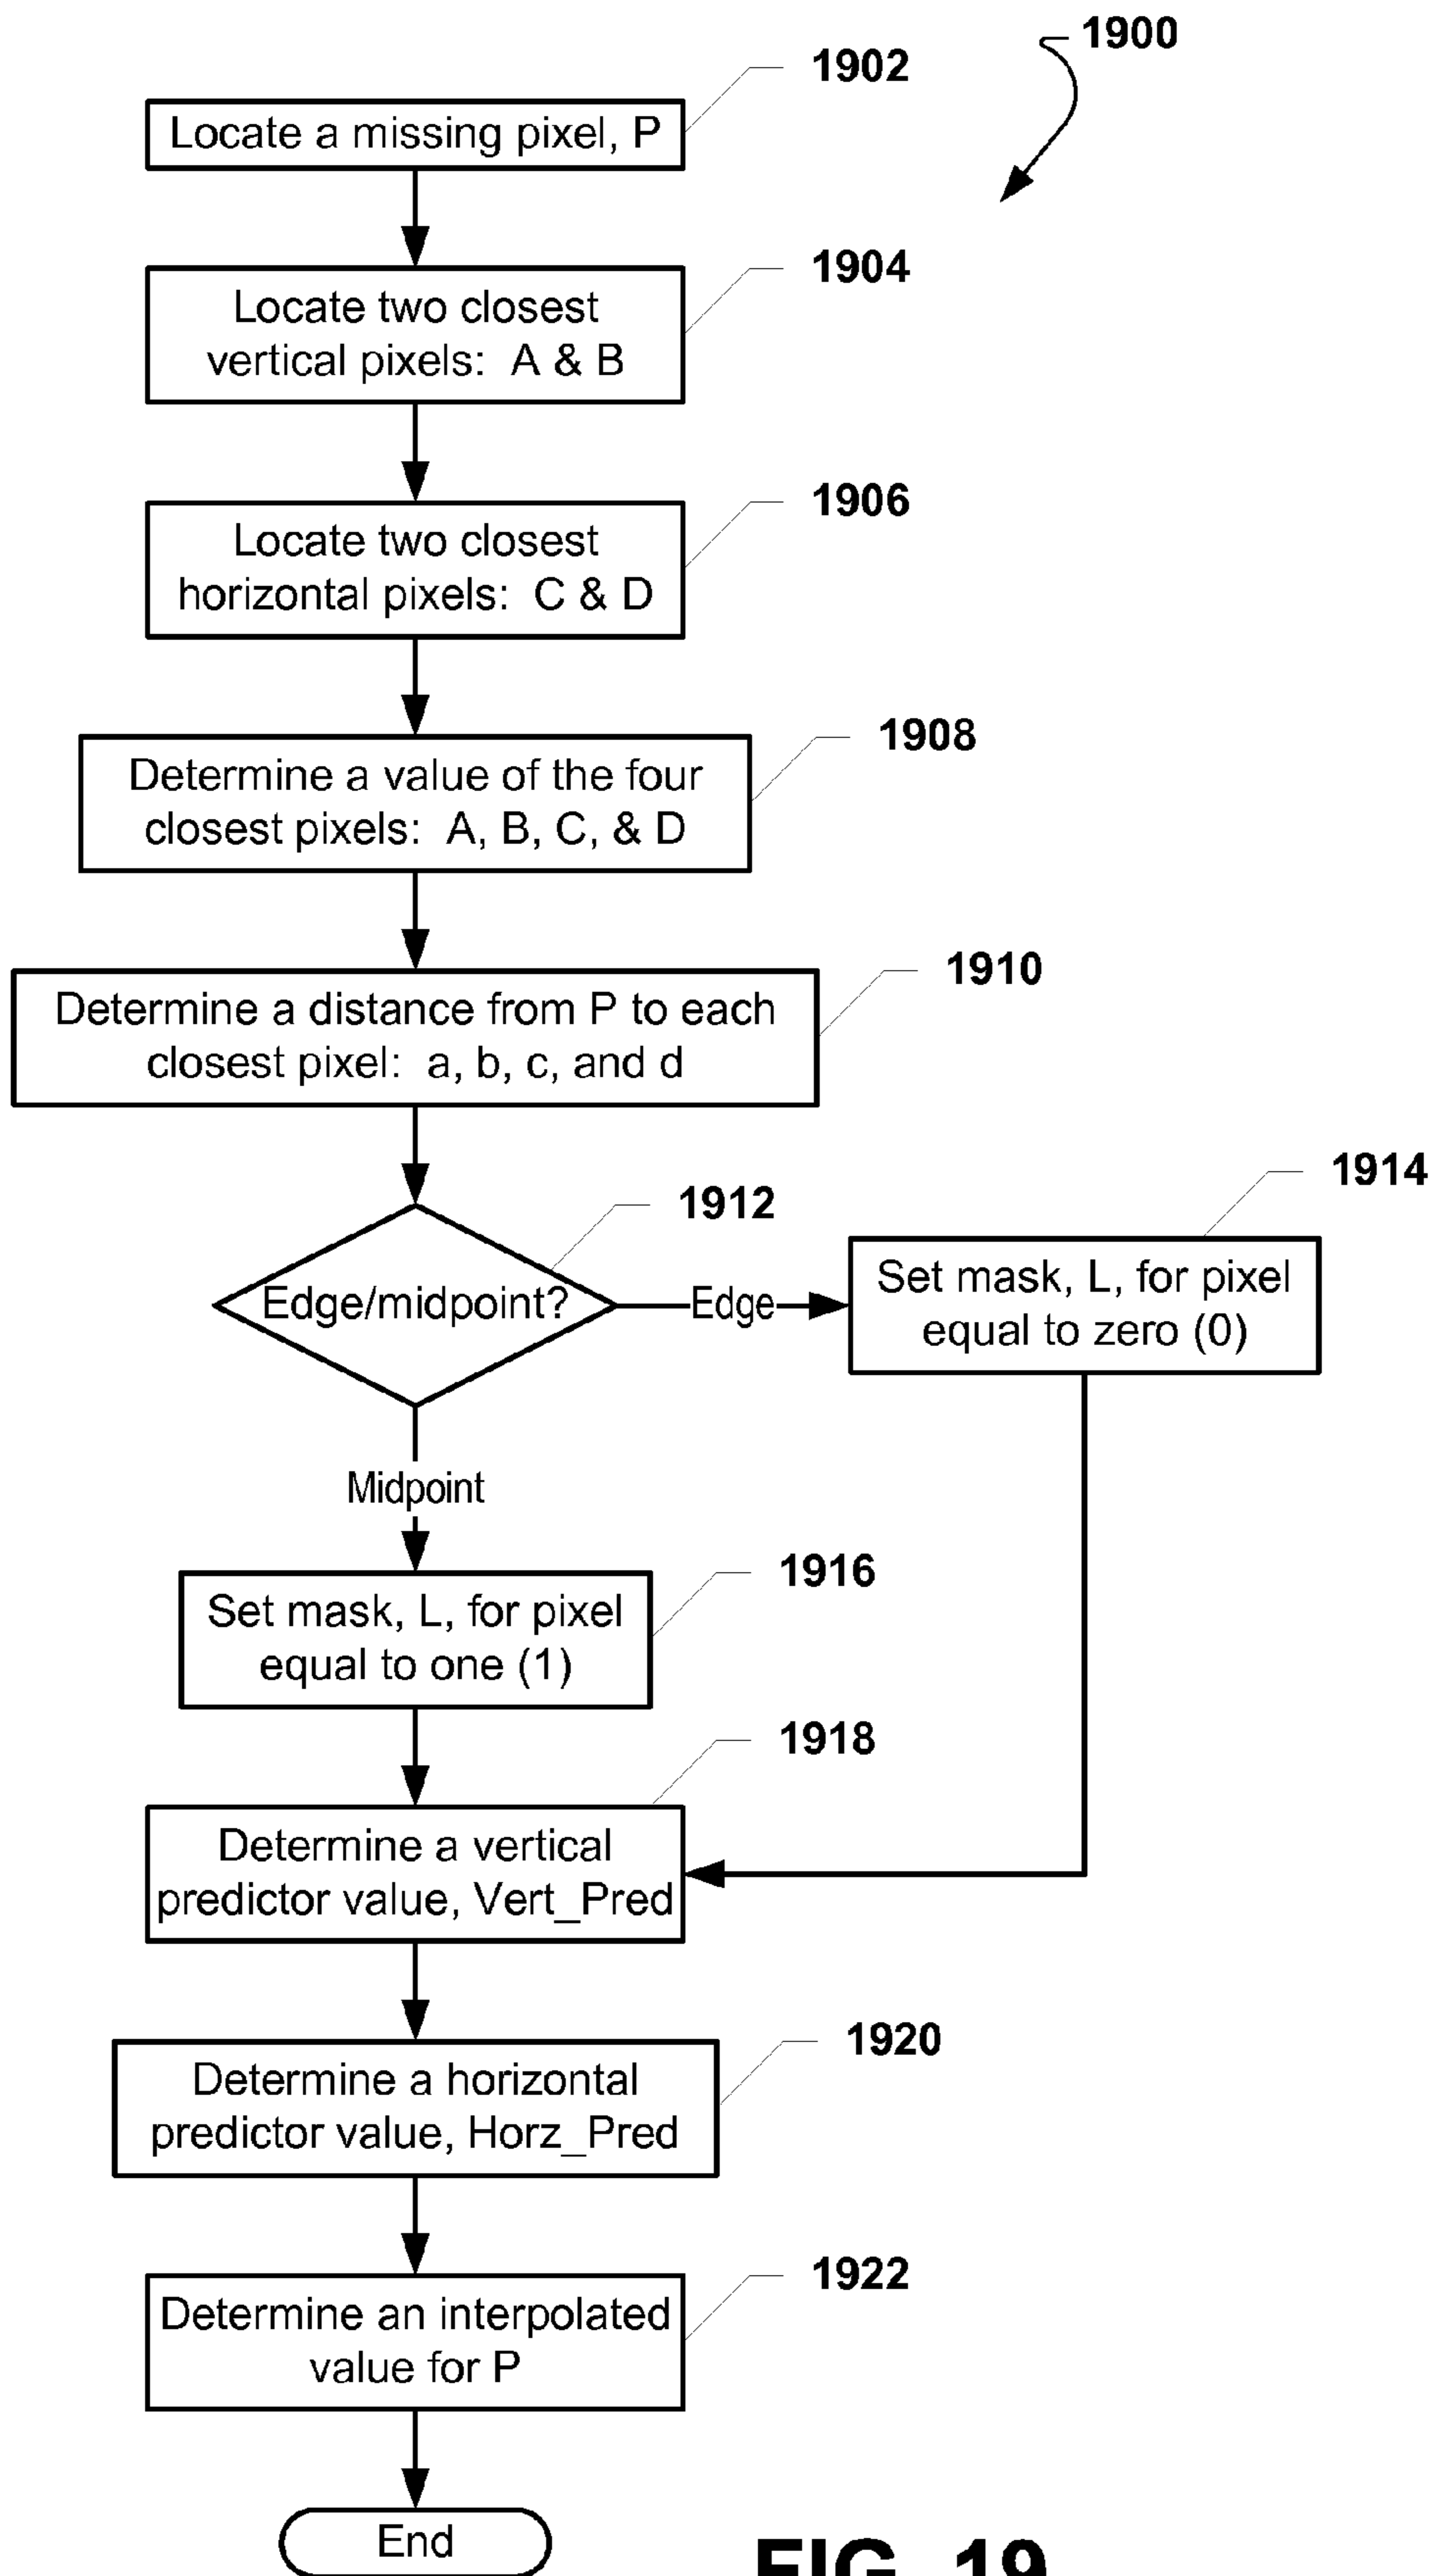 1900
1902
Locate a missing pixel, P
1904
Locate two closest
vertical pixels: A & B
1906
Locate two closest
horizontal pixels: C & D
1908
Determine a value of the four
closest pixels: A, B, C, & D
1910
Determine a distance from P to each
closest pixel: a, b, c, and d
1912
Edge/midpoint?
Edge
1914
Set mask, L, for pixel
equal to zero (0)
Midpoint
1916
Set mask, L, for pixel
equal to one (1)
1918
Determine a vertical
predictor value, Vert_Pred
1920
Determine a horizontal
predictor value, Horz_Pred
1922
Determine an interpolated
value for P
End
FIG. 19